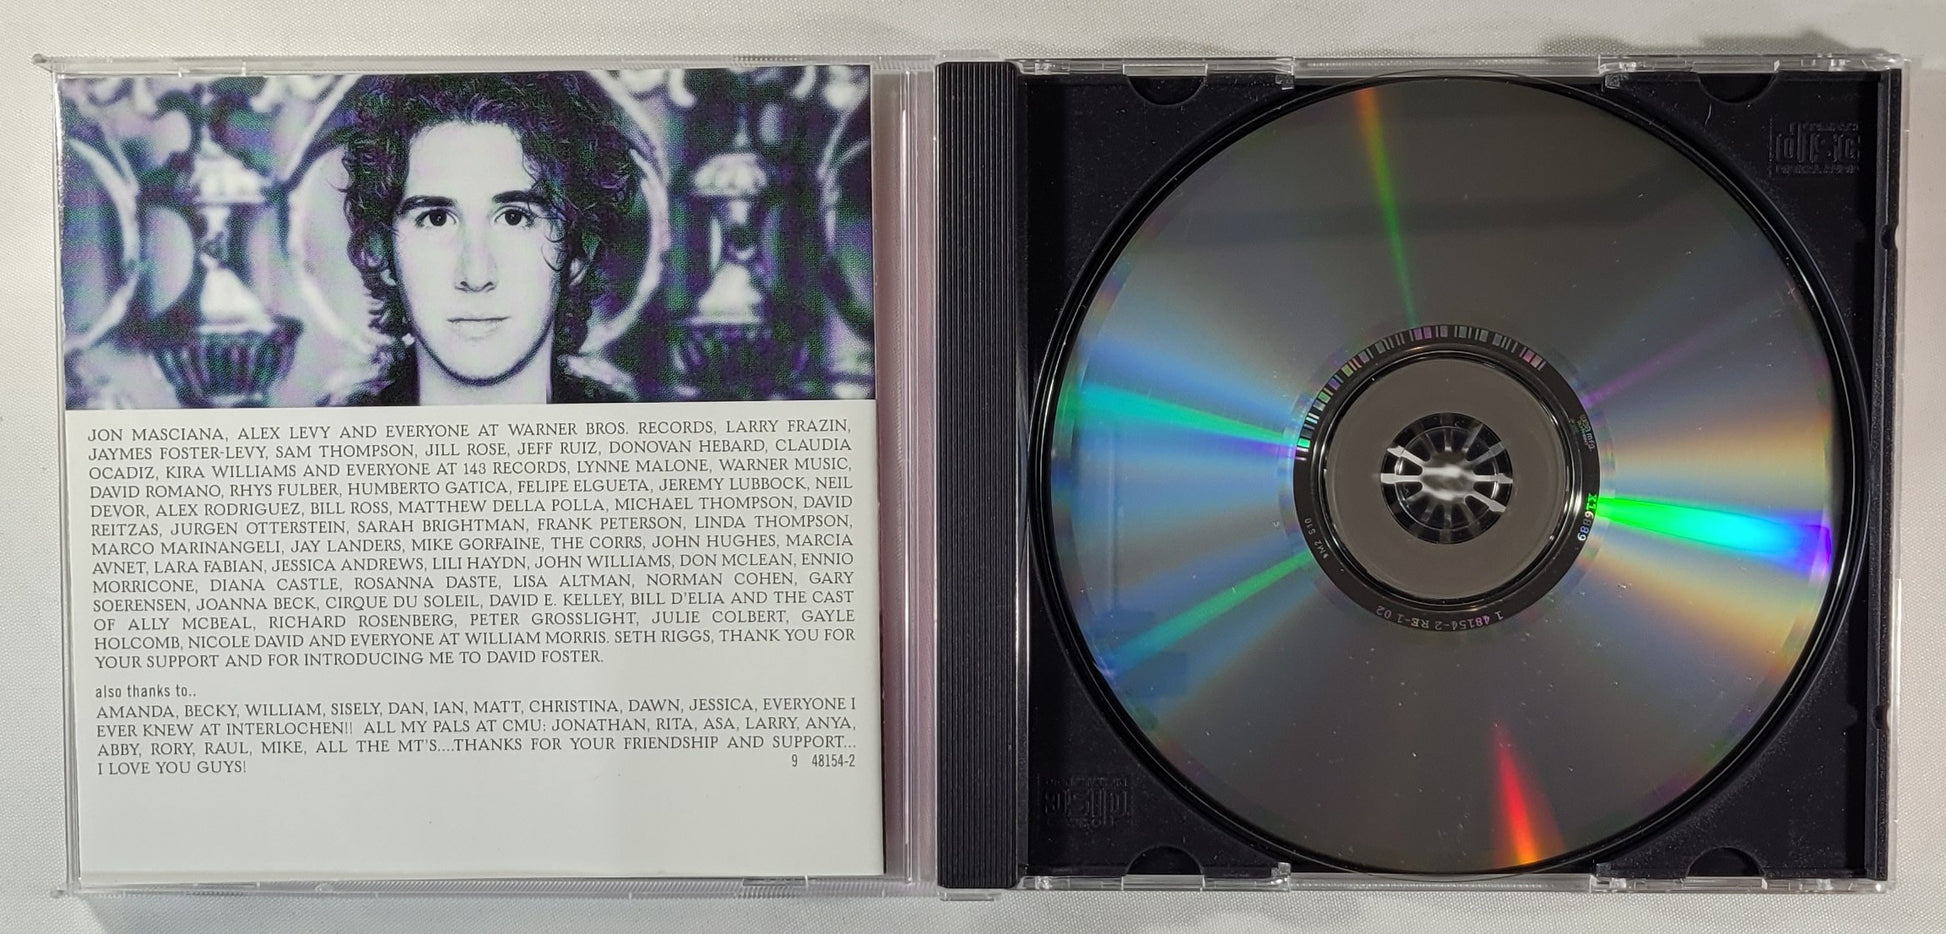 JON MASCIANA, ALEX LEVY AND EVERYONE AT WARNER BROS. RECORDS, LARRY FRAZIN,
JAYMES FOSTER-LEVY, SAM THOMPSON, JILL ROSE, JEFF RUIZ, DONOVAN HEBARD, CLAUDIA
OCADIZ, KIRA WILLIAMS AND EVERYONE AT 143 RECORDS, LYNNE MALONE, WARNER MUSIC,
DAVID ROMANO, RHYS FULBER, HUMBERTO GATICA, FELIPE ELGUETA, JEREMY LUBBOCK, NEIL
DEVOR, ALEX RODRIGUEZ, BILL ROSS, MATTHEW DELLA POLLA, MICHAEL THOMPSON, DAVID
REITZAS, JURGEN OTTERSTEIN, SARAH BRIGHTMAN, FRANK PETERSON, LINDA THOMPSON,
MARCO MARINANGELI, JAY LANDERS, MIKE GORFAINE, THE CORRS, JOHN HUGHES, MARCIA
AVNET, LARA FABIAN, JESSICA ANDREWS, LILI HAYDN, JOHN WILLIAMS, DON MCLEAN, ENNIO
MORRICONE, DIANA CASTLE, ROSANNA DASTE, LISA ALTMAN, NORMAN COHEN, GARY
SOERENSEN, JOANNA BECK, CIRQUE DU SOLEIL, DAVID E. KELLEY, BILL D'ELIA AND THE CAST
OF ALLY MCBEAL, RICHARD ROSENBERG, PETER GROSSLIGHT, JULIE COLBERT, GAYLE
HOLCOMB, NICOLE DAVID AND EVERYONE AT WILLIAM MORRIS. SETH RIGGS, THANK YOU FOR
YOUR SUPPORT AND FOR INTRODUCING ME TO DAVID FOSTER.
also thanks to..
AMANDA, BECKY, WILLIAM, SISELY, DAN, IAN, MATT, CHRISTINA, DAWN, JESSICA, EVERYONE I
EVER KNEW AT INTERLOCHEN!! ALL MY PALS AT CMU: JONATHAN, RITA, ASA, LARRY, ANYA,
ABBY, RORY, RAUL, MIKE, ALL THE MT'S....THANKS FOR YOUR FRIENDSHIP AND SUPPORT...
I LOVE YOU GUYS!
9 48154-2
disc
X16889
1 48154-2 RE-1 02
M2 S10
disc